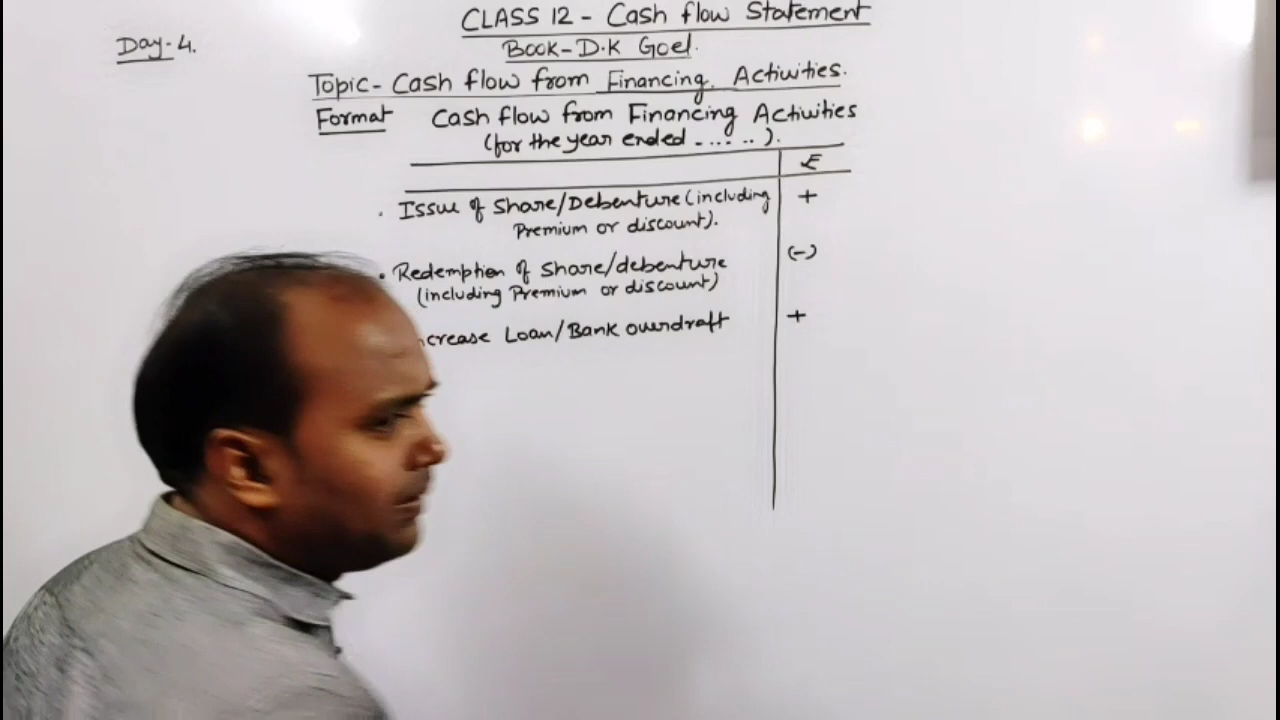 CLASS 12 - Cash flow Statement
Day-4.
Book-D.K Goel.
Topic- Cash flow from Financing Activities.
Format Cash flow from Financing Activities
(for the year ended ......).
₹
• Issue of Share/Debenture (including +
Premium or discount).
• Redemption of Share/debenture (-)
(including Premium or discount)
ncrease Loan/Bank overdraft +